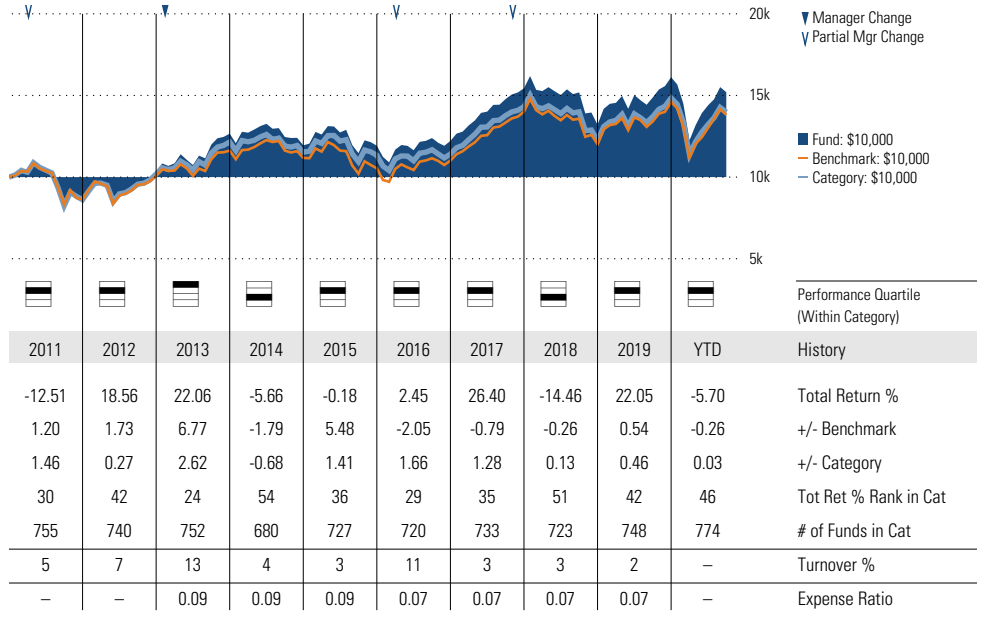 20k
15k
10k
5k
Manager Change
Partial Mgr Change
Fund: $10,000
Benchmark: $10,000
Category: $10,000
Performance Quartile
(Within Category)
2011 2012 2013 2014 2015 2016 2017 2018 2019 YTD History
-12.51 18.56 22.06 -5.66 -0.18 2.45 26.40 -14.46 22.05 -5.70 Total Return %
1.20 1.73 6.77 -1.79 5.48 -2.05 -0.79 -0.26 0.54 -0.26 +/- Benchmark
1.46 0.27 2.62 -0.68 1.41 1.66 1.28 0.13 0.46 0.03 +/- Category
30 42 24 54 36 29 35 51 42 46 Tot Ret % Rank in Cat
755 740 752 680 727 720 733 723 748 774 # of Funds in Cat
5 7 13 4 3 11 3 3 2 – Turnover %
– – 0.09 0.09 0.09 0.07 0.07 0.07 0.07 – Expense Ratio